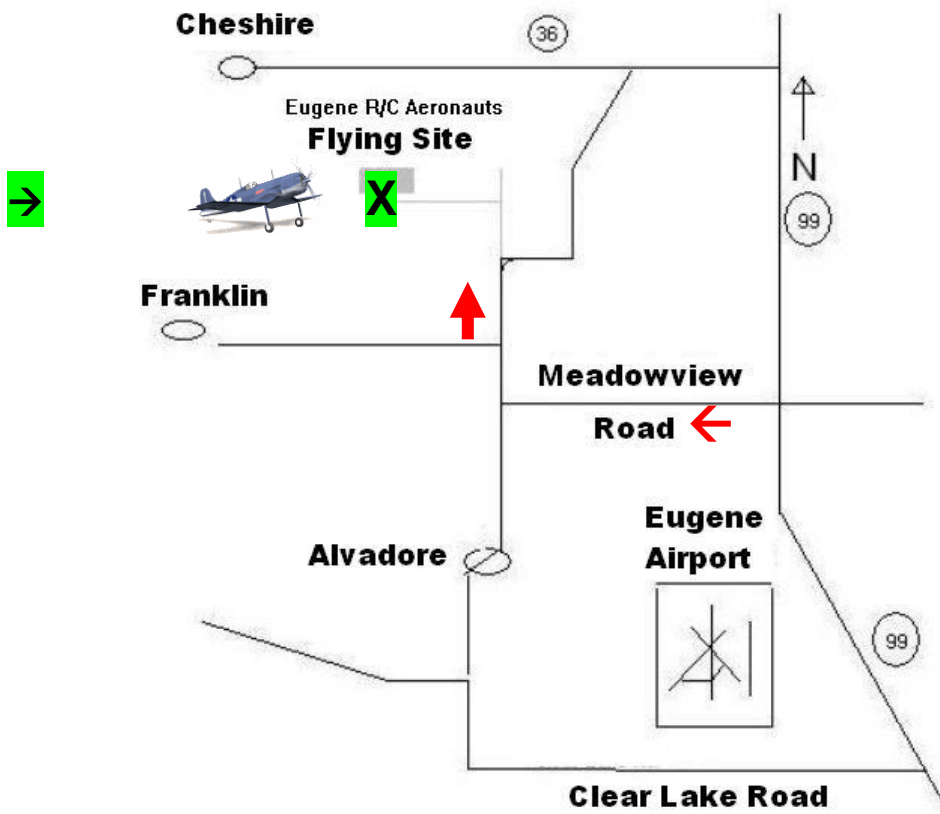 Cheshire
36
Eugene R/C Aeronauts
Flying Site
X
N
99
Franklin
Meadowview
Road
Eugene
Airport
Alvadore
99
Clear Lake Road